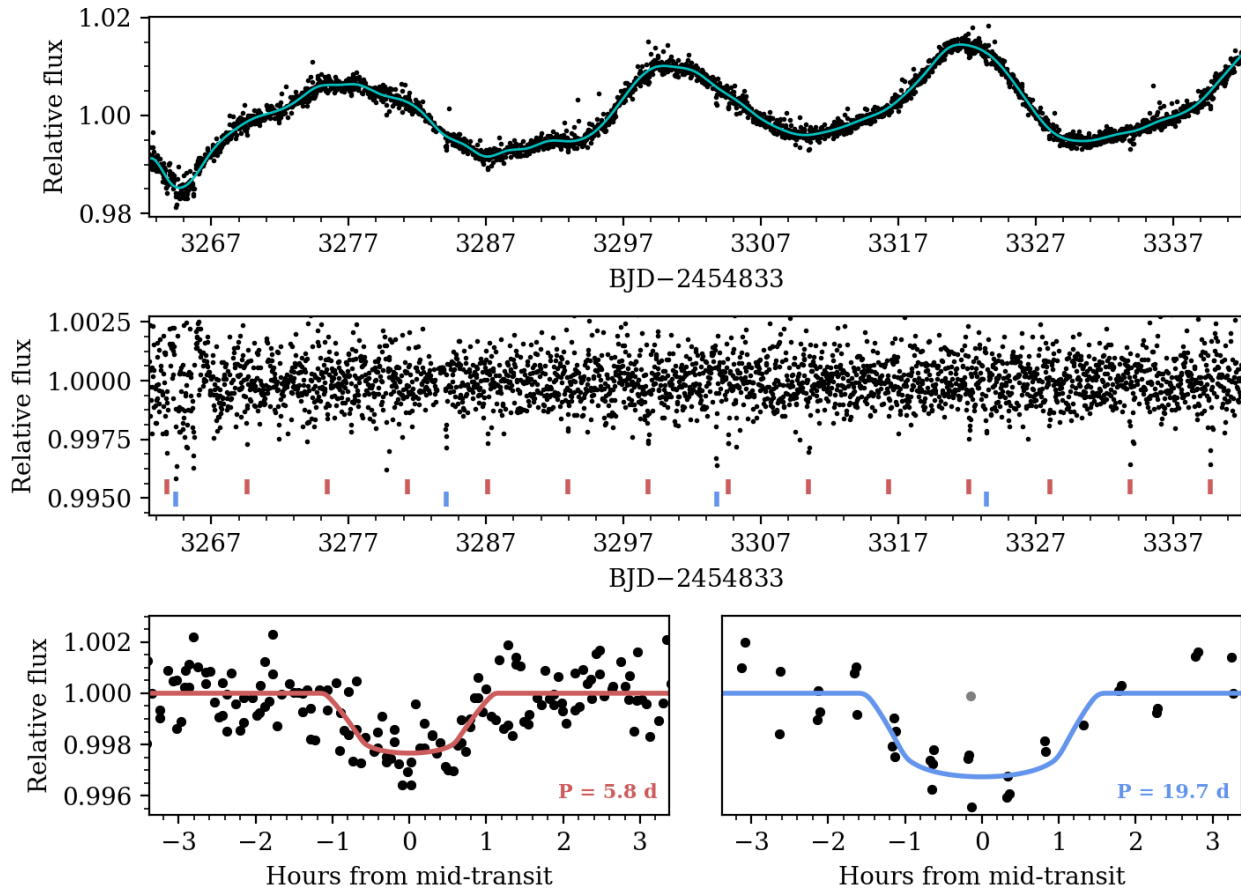 1.02
1.00
0.98
Relative flux
3267 3277 3287 3297 3307 3317 3327 3337
BJD−2454833
1.0025
1.0000
0.9975
0.9950
Relative flux
3267 3277 3287 3297 3307 3317 3327 3337
BJD−2454833
1.002
1.000
0.998
0.996
Relative flux
P = 5.8 d
−3 −2 −1 0 1 2 3
Hours from mid-transit
P = 19.7 d
−3 −2 −1 0 1 2 3
Hours from mid-transit